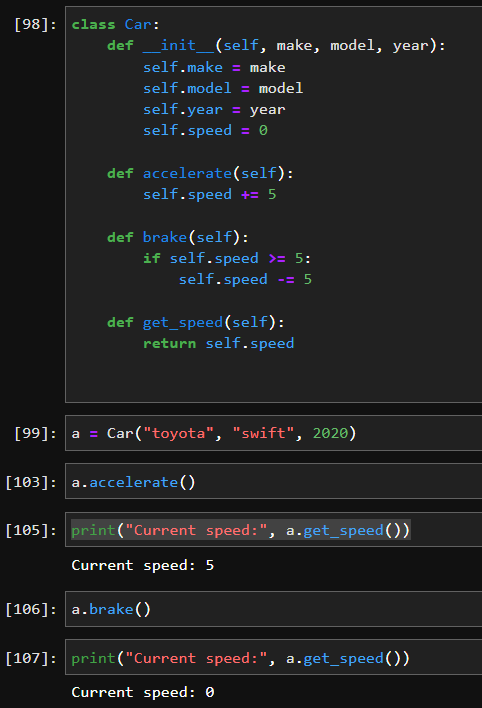 [98]: class Car:
    def __init__(self, make, model, year):
        self.make = make
        self.model = model
        self.year = year
        self.speed = 0

    def accelerate(self):
        self.speed += 5

    def brake(self):
        if self.speed >= 5:
            self.speed -= 5

    def get_speed(self):
        return self.speed

[99]: a = Car("toyota", "swift", 2020)
[103]: a.accelerate()
[105]: print("Current speed:", a.get_speed())
Current speed: 5
[106]: a.brake()
[107]: print("Current speed:", a.get_speed())
Current speed: 0